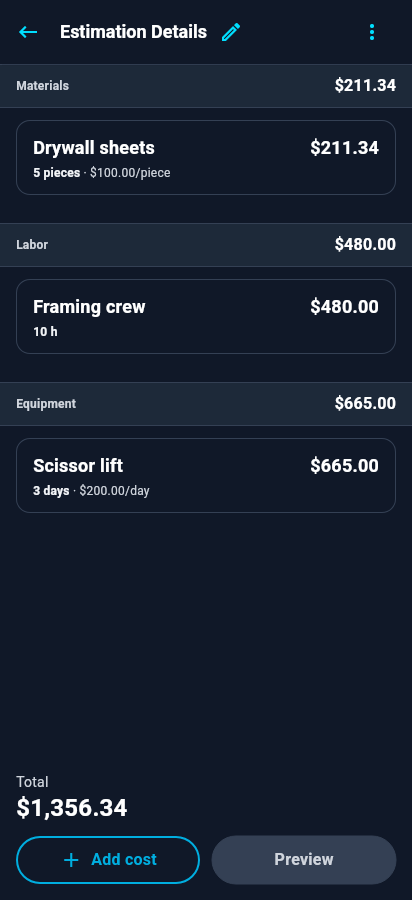 Estimation Details
Materials $211.34
Drywall sheets $211.34
5 pieces · $100.00/piece
Labor $480.00
Framing crew $480.00
10 h
Equipment $665.00
Scissor lift $665.00
3 days · $200.00/day
Total
$1,356.34
Add cost Preview